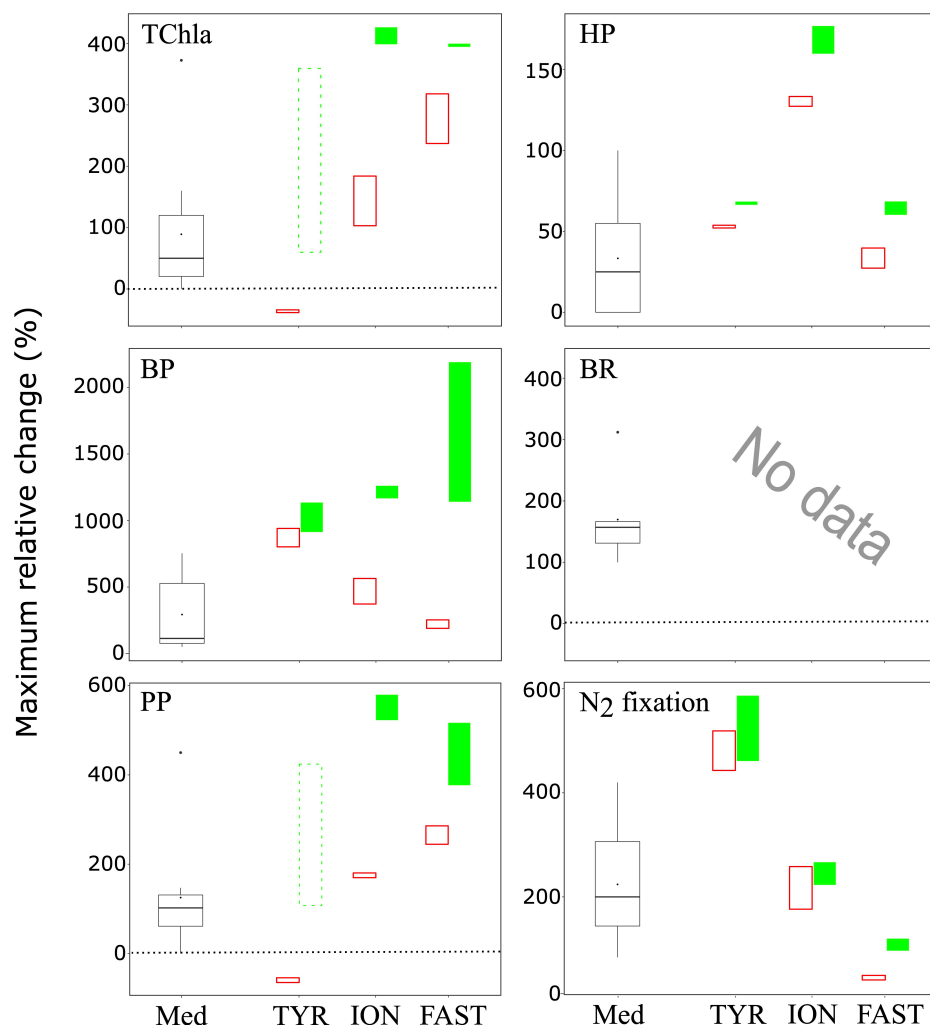 Maximum relative change (%)
TChla
400
300
200
100
0
HP
150
100
50
0
BP
2000
1500
1000
500
0
BR
400
300
200
100
0
No data
PP
600
400
200
0
N2 fixation
600
400
200
0
Med TYR ION FAST
Med TYR ION FAST